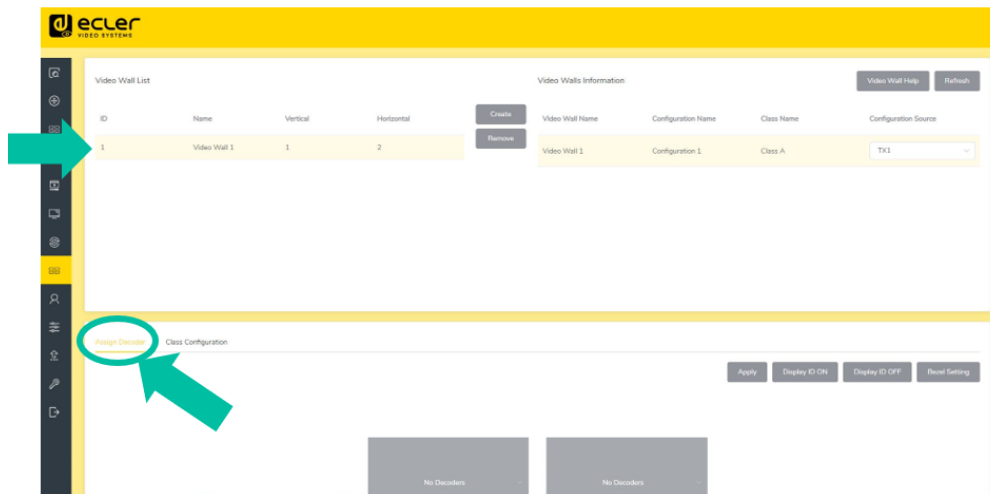 ecler
VIDEO SYSTEMS
Video Wall List
Video Walls Information
Video Wall Help
Refresh
ID
Name
Vertical
Horizontal
Create
Remove
Video Wall Name
Configuration Name
Class Name
Configuration Source
1
Video Wall 1
1
2
Video Wall 1
Configuration 1
Class A
TX1
Assign Decoder
Class Configuration
Apply
Display ID ON
Display ID OFF
Bezel Setting
No Decoders
No Decoders